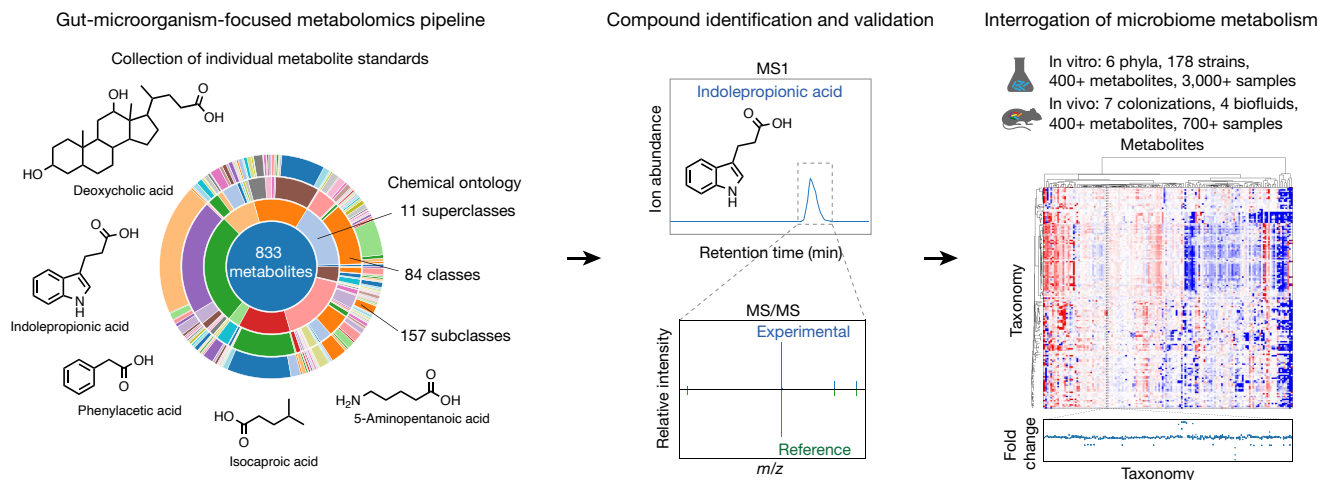 Gut-microorganism-focused metabolomics pipeline
Collection of individual metabolite standards
OH
O
OH
HO
Deoxycholic acid
O
OH
N
H
Indolepropionic acid
OH
O
Phenylacetic acid
HO
O
Isocaproic acid
O
H2N
OH
5-Aminopentanoic acid
833
metabolites
Chemical ontology
11 superclasses
84 classes
157 subclasses
Compound identification and validation
MS1
Indolepropionic acid
O
OH
N
H
Ion abundance
Retention time (min)
MS/MS
Experimental
Relative intensity
Reference
m/z
Interrogation of microbiome metabolism
In vitro: 6 phyla, 178 strains,
400+ metabolites, 3,000+ samples
In vivo: 7 colonizations, 4 biofluids,
400+ metabolites, 700+ samples
Metabolites
Taxonomy
Fold
change
Taxonomy